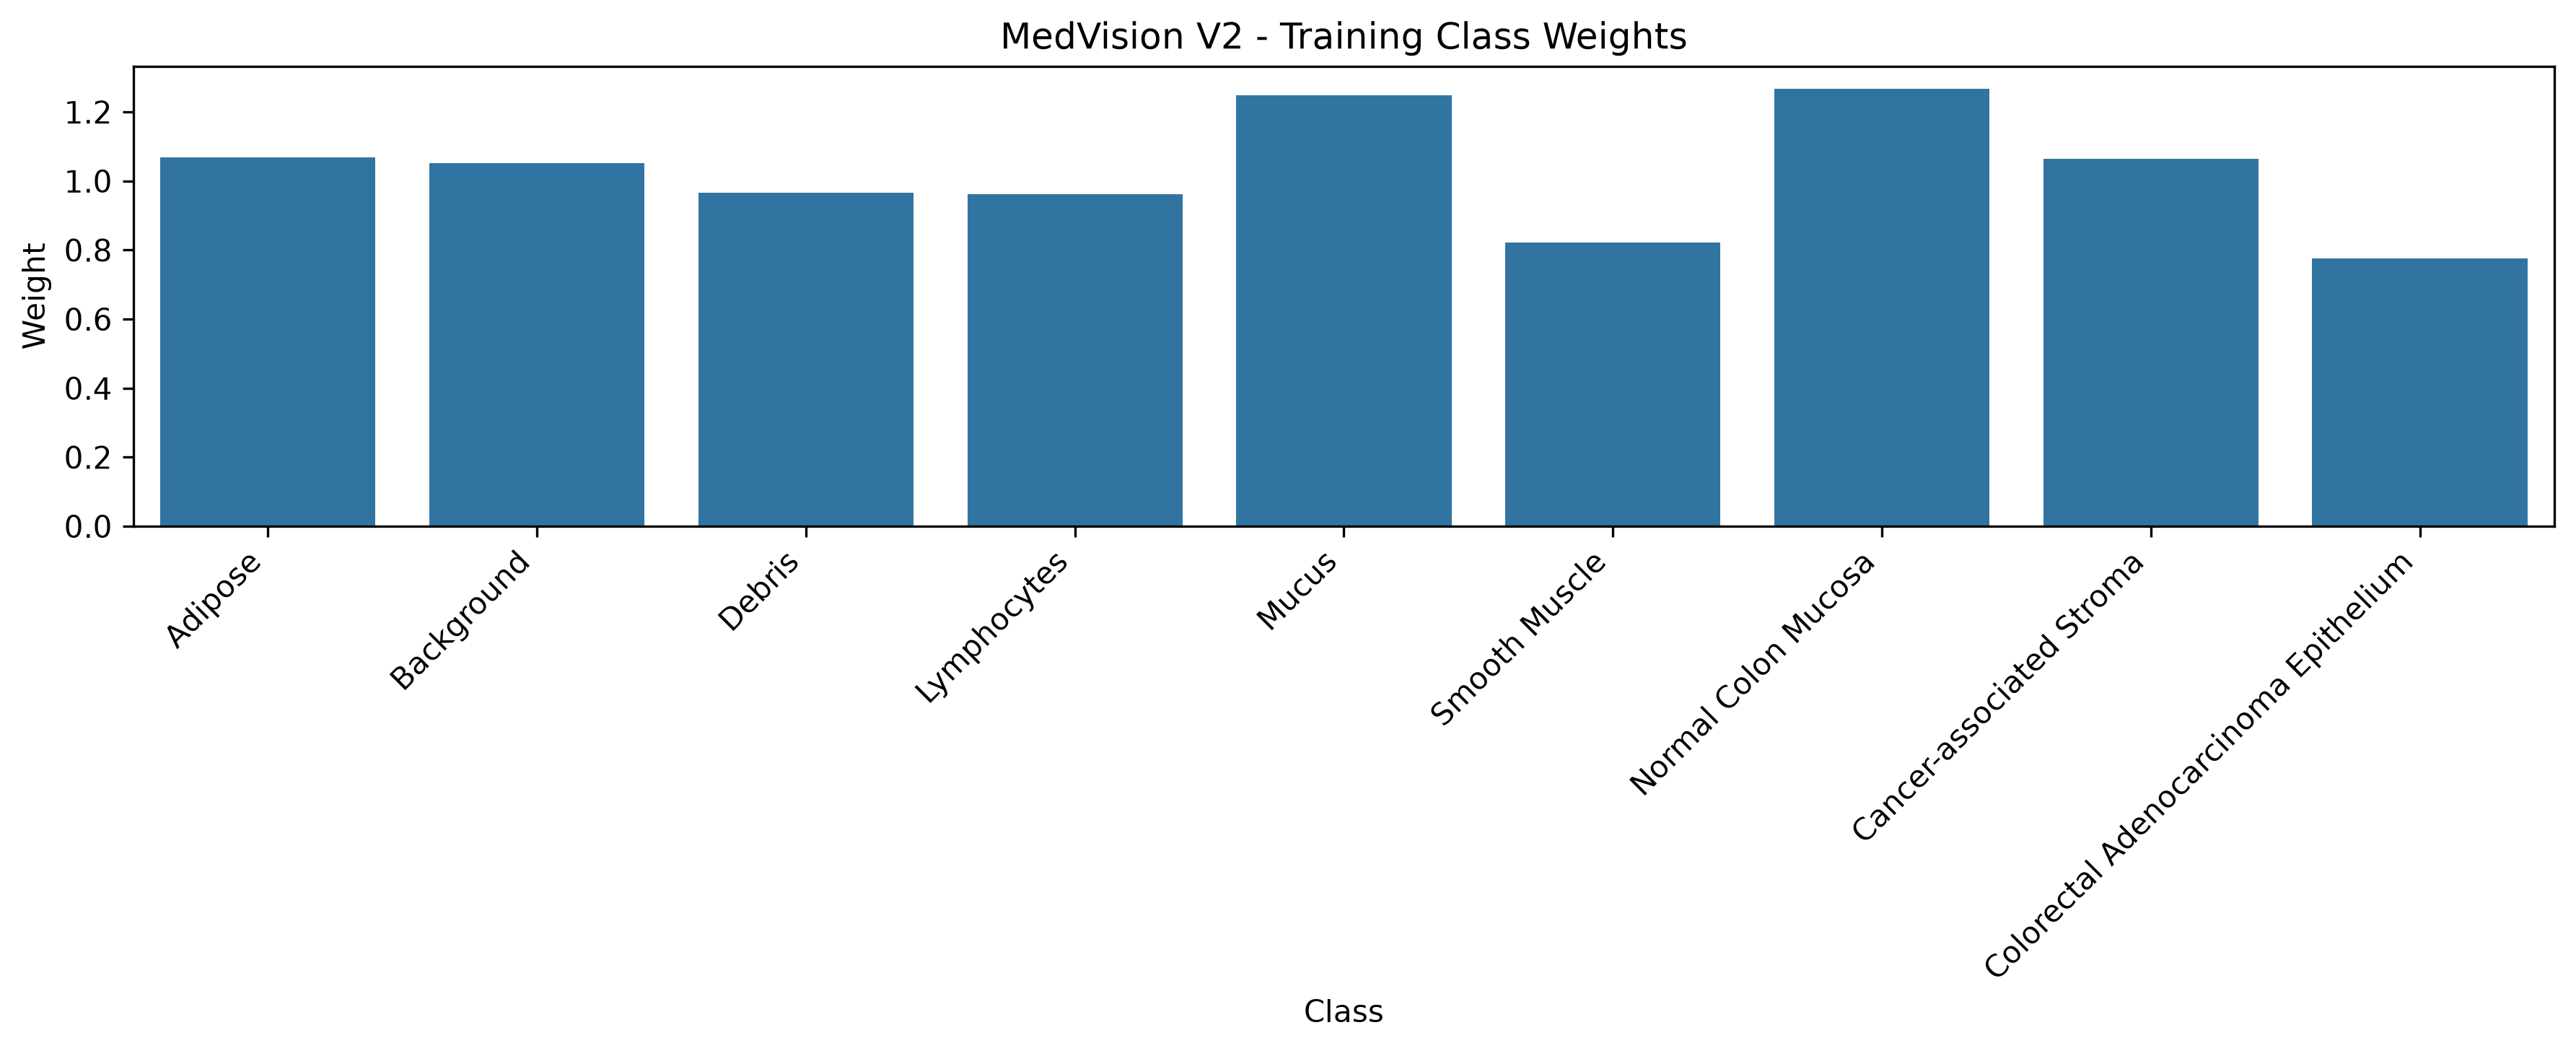 MedVision V2 - Training Class Weights
Weight
1.2
1.0
0.8
0.6
0.4
0.2
0.0
Adipose
Background
Debris
Lymphocytes
Mucus
Smooth Muscle
Normal Colon Mucosa
Cancer-associated Stroma
Colorectal Adenocarcinoma Epithelium
Class